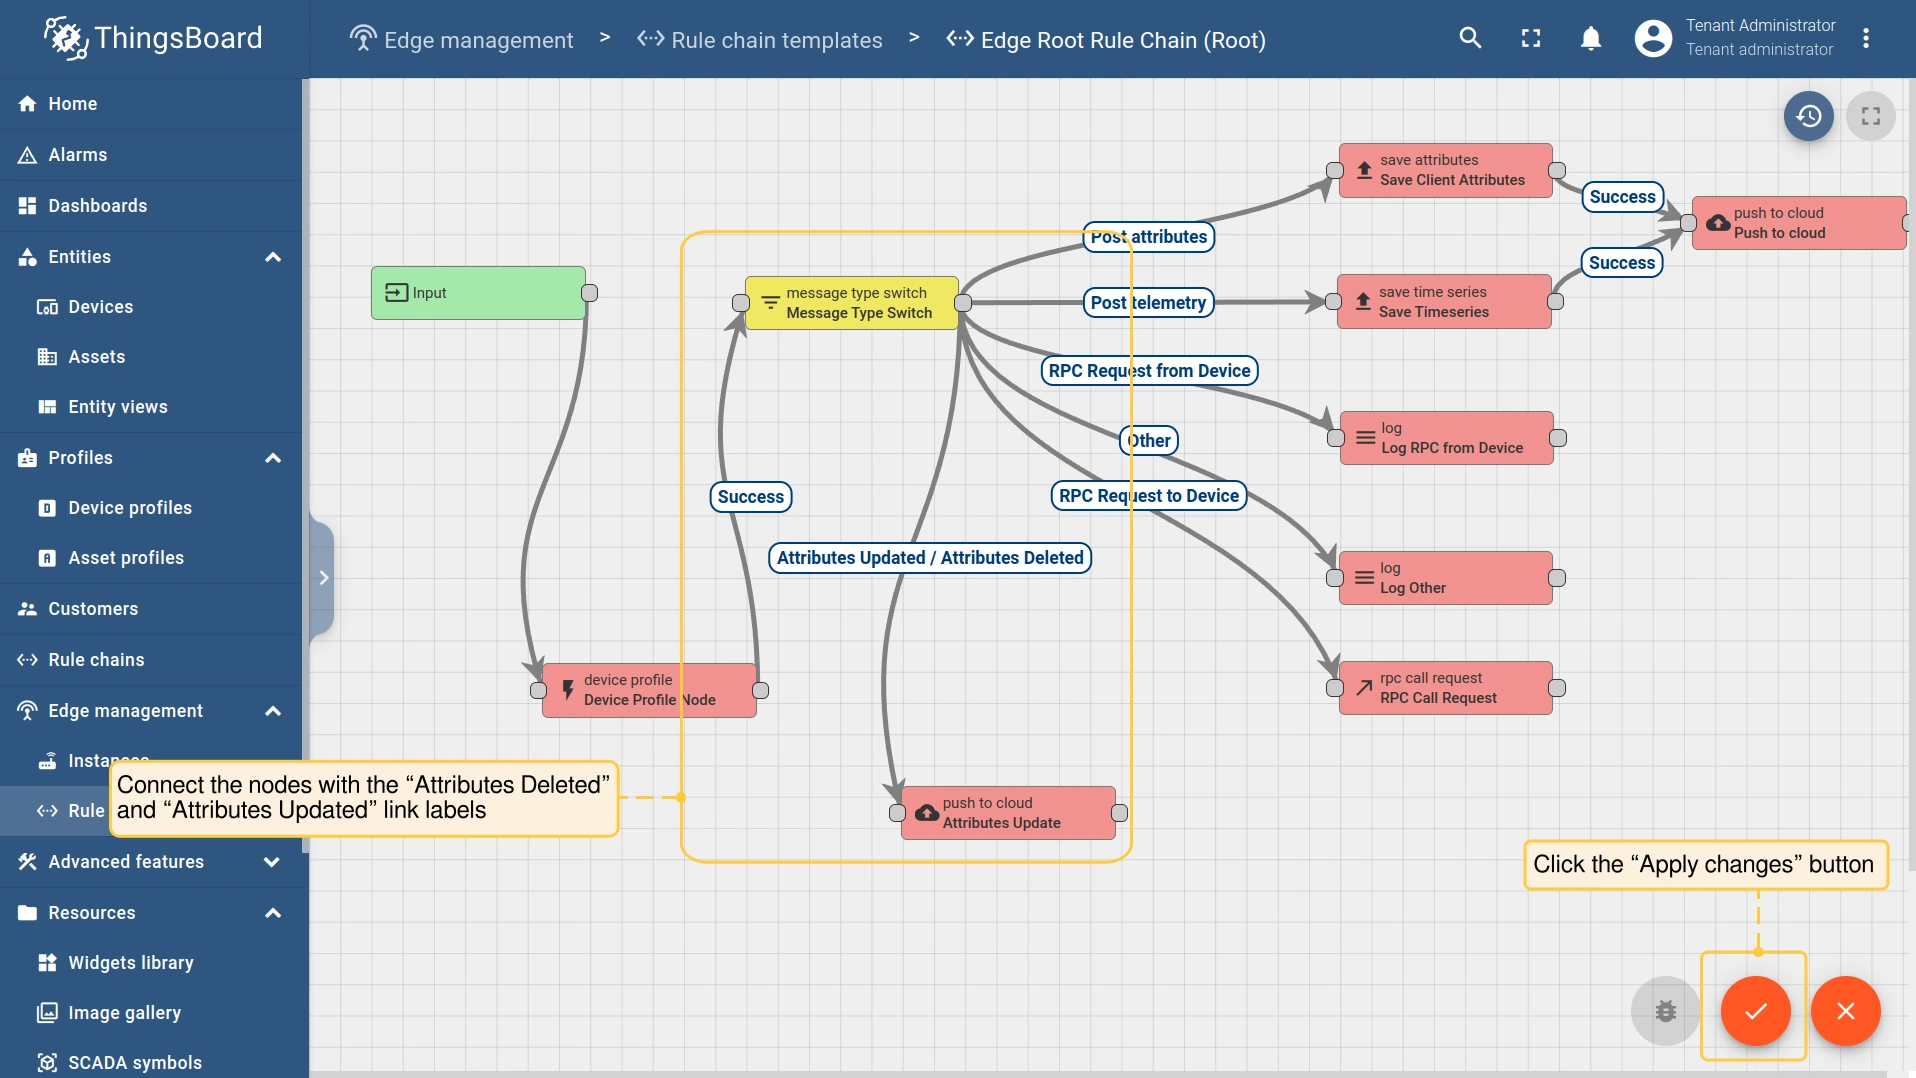 ThingsBoard
Edge management > Rule chain templates > Edge Root Rule Chain (Root)
Tenant Administrator
Tenant administrator
Home
Alarms
Dashboards
Entities
Devices
Assets
Entity views
Profiles
Device profiles
Asset profiles
Customers
Rule chains
Edge management
Instances
Rule
Advanced features
Resources
Widgets library
Image gallery
SCADA symbols
Input
message type switch
Message Type Switch
device profile
Device Profile Node
Success
Attributes Updated / Attributes Deleted
push to cloud
Attributes Update
Post attributes
Post telemetry
RPC Request from Device
Other
RPC Request to Device
save attributes
Save Client Attributes
save time series
Save Timeseries
log
Log RPC from Device
log
Log Other
rpc call request
RPC Call Request
Success
Success
push to cloud
Push to cloud
Connect the nodes with the “Attributes Deleted”
and “Attributes Updated” link labels
Click the “Apply changes” button